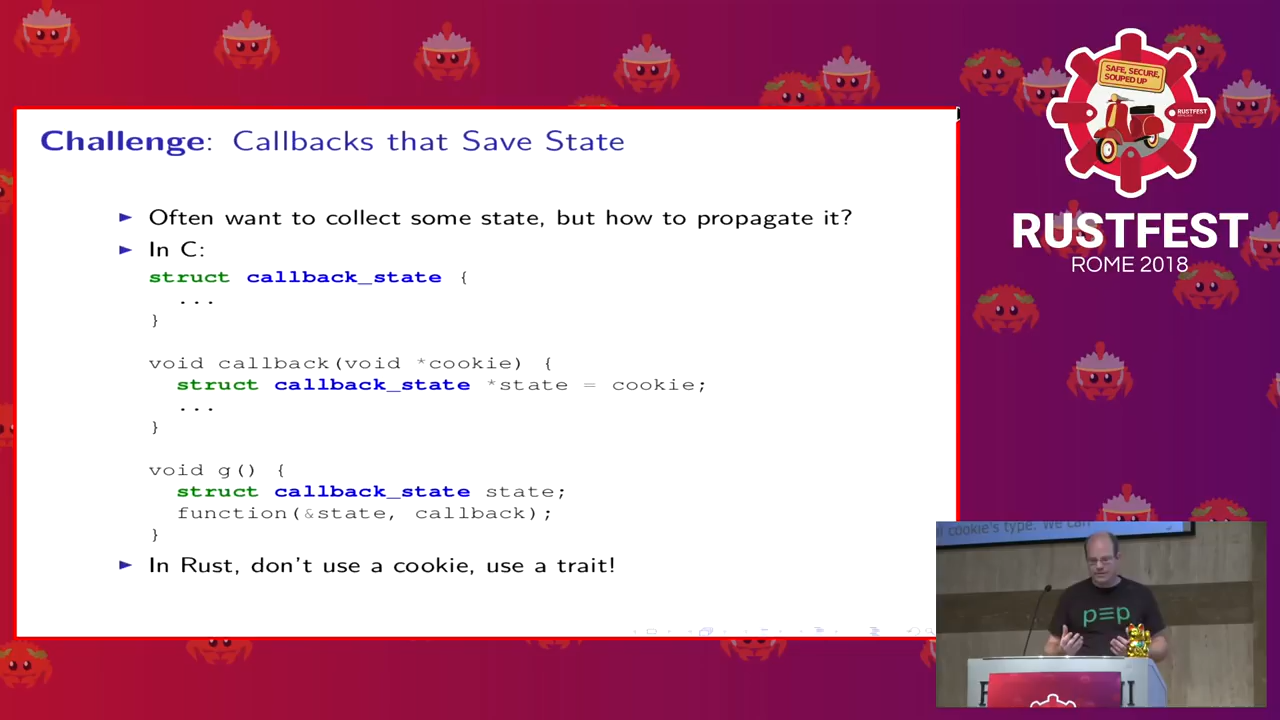 Challenge: Callbacks that Save State
Often want to collect some state, but how to propagate it?
In C:
struct callback_state {
...
}
void callback(void *cookie) {
struct callback_state *state = cookie;
...
}
void g() {
struct callback_state state;
function(&state, callback);
}
In Rust, don't use a cookie, use a trait!
SAFE, SECURE,
SOUPED UP
RUSTFEST
RUSTFEST
ROME 2018
cookie's type. We can
p≡p